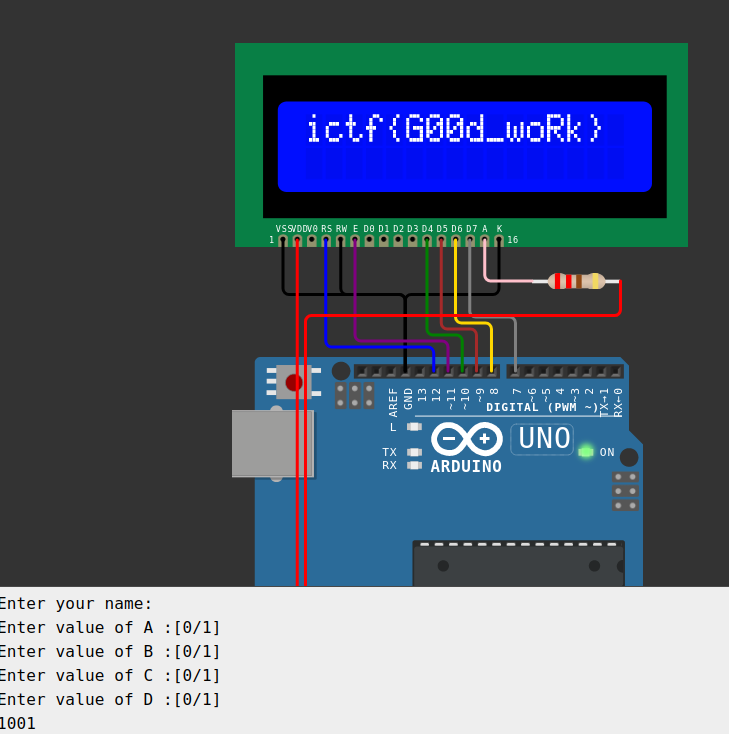 ictf{G00d_woRk}
VSS VDD V0 RS RW E D0 D1 D2 D3 D4 D5 D6 D7 A K
1 16
AREF GND 13 12 ~11 ~10 ~9 8 7 ~6 ~5 4 ~3 2 TX→1 RX←0
DIGITAL (PWM ~)
L
UNO
TX ON
RX ARDUINO
Enter your name:
Enter value of A :[0/1]
Enter value of B :[0/1]
Enter value of C :[0/1]
Enter value of D :[0/1]
1001